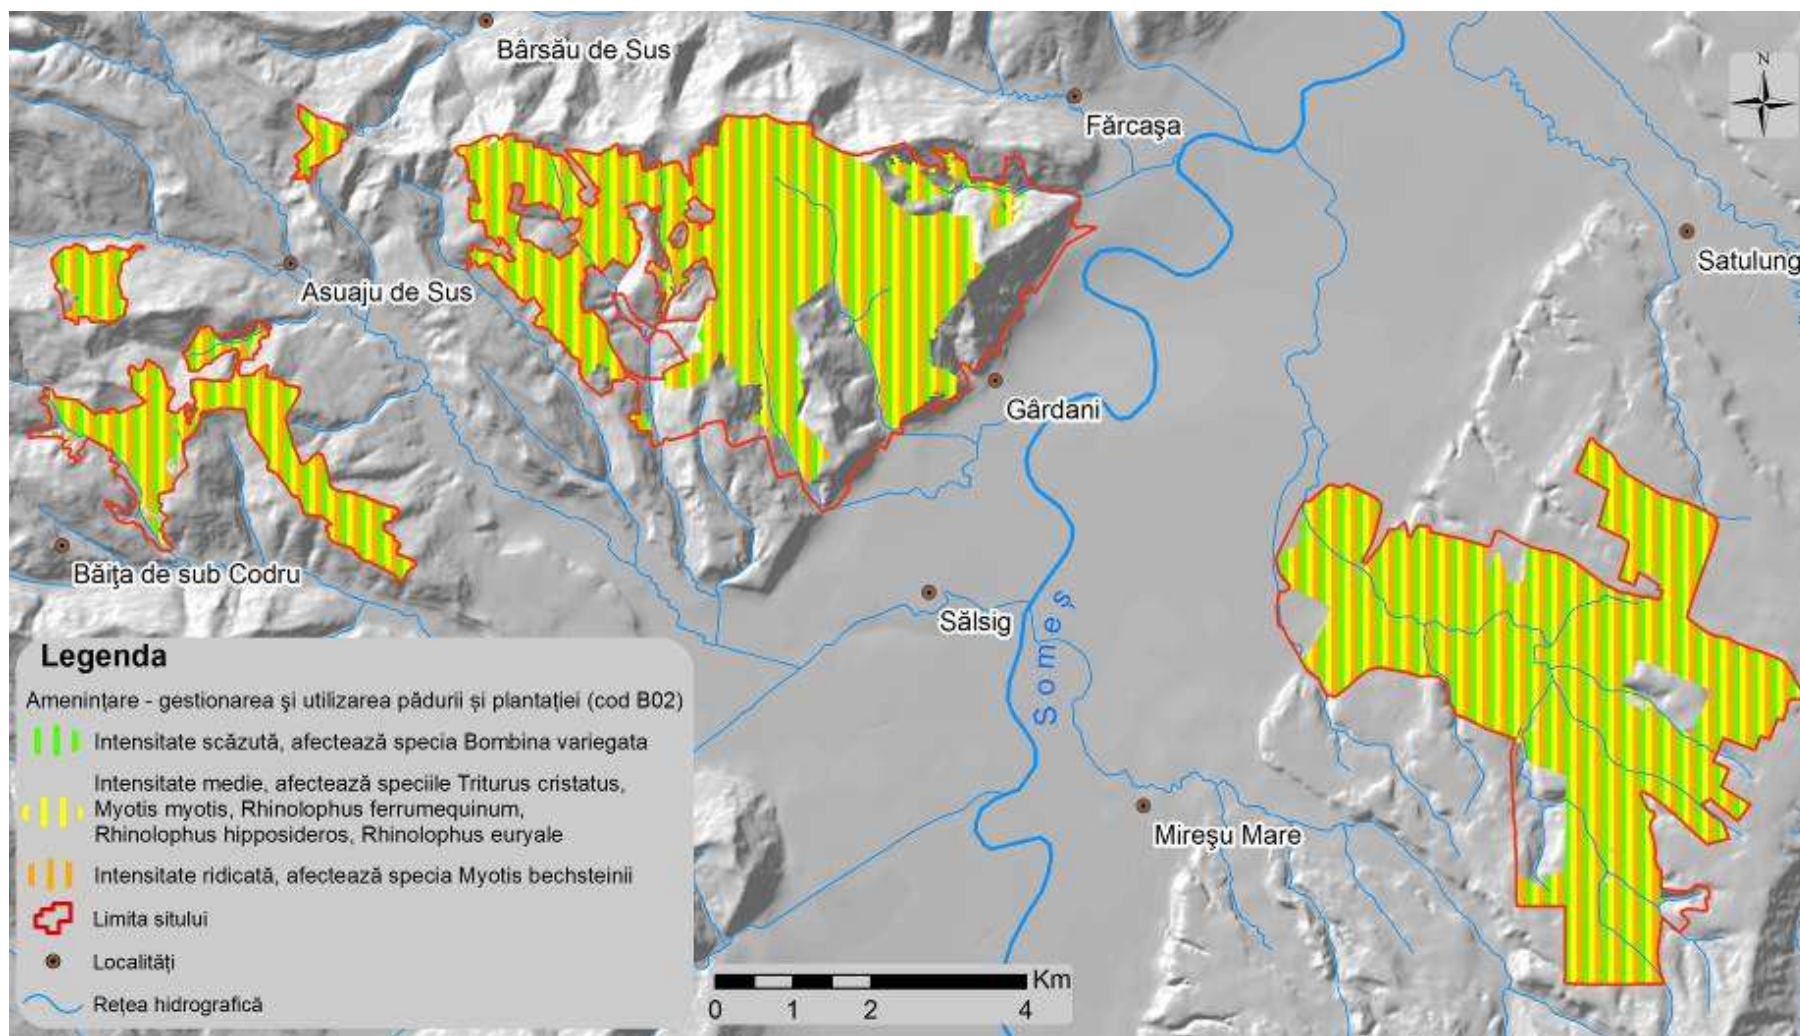 Bârsău de Sus
N
Fărcaşa
Satulung
Asuaju de Sus
Gârdani
Băiţa de sub Codru
Sălsig
Someş
Mireşu Mare
Legenda
Ameninţare - gestionarea şi utilizarea pădurii și plantației (cod B02)
Intensitate scăzută, afectează specia Bombina variegata
Intensitate medie, afectează speciile Triturus cristatus,
Myotis myotis, Rhinolophus ferrumequinum,
Rhinolophus hipposideros, Rhinolophus euryale
Intensitate ridicată, afectează specia Myotis bechsteinii
Limita sitului
Localități
Rețea hidrografică
Km
0 1 2 4